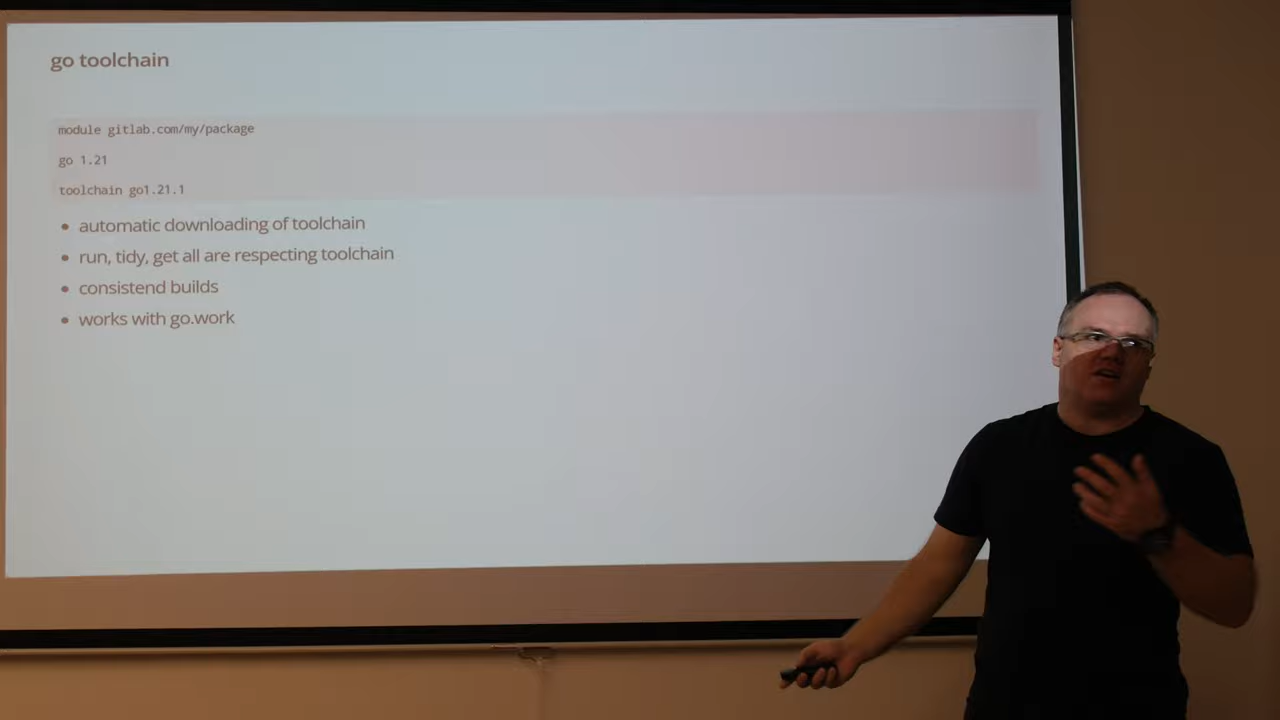 go toolchain
module gitlab.com/my/package
go 1.21
toolchain go1.21.1
• automatic downloading of toolchain
• run, tidy, get all are respecting toolchain
• consistend builds
• works with go.work